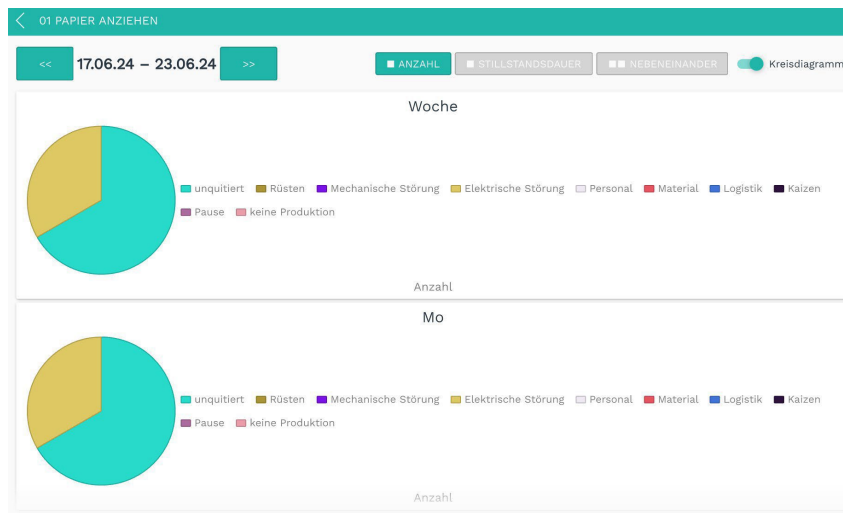 01 PAPIER ANZIEHEN
<< 17.06.24 – 23.06.24 >> ANZAHL STILLSTANDSDAUER NEBENEINANDER Kreisdiagramm
Woche
unquitiert Rüsten Mechanische Störung Elektrische Störung Personal Material Logistik Kaizen
Pause keine Produktion
Anzahl
Mo
unquitiert Rüsten Mechanische Störung Elektrische Störung Personal Material Logistik Kaizen
Pause keine Produktion
Anzahl